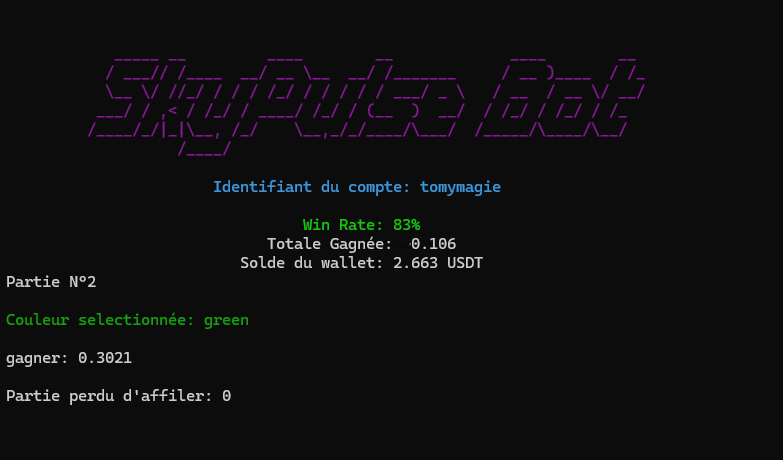 SkyPulse Bot
Identifiant du compte: tomymagie
Win Rate: 83%
Totale Gagnée: 0.106
Solde du wallet: 2.663 USDT
Partie N°2
Couleur selectionnée: green
gagner: 0.3021
Partie perdu d'affiler: 0